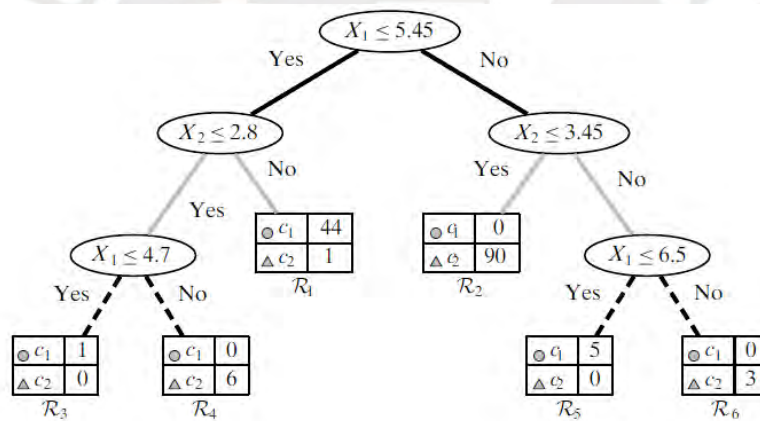 X₁ ≤ 5.45
Yes
No
X₂ ≤ 2.8
X₂ ≤ 3.45
No
Yes
Yes
No
X₁ ≤ 4.7
c₁ 44
c₂ 1
R₁
c₁ 0
c₂ 90
R₂
X₁ ≤ 6.5
Yes
No
Yes
No
c₁ 1
c₂ 0
R₃
c₁ 0
c₂ 6
R₄
c₁ 5
c₂ 0
R₅
c₁ 0
c₂ 3
R₆